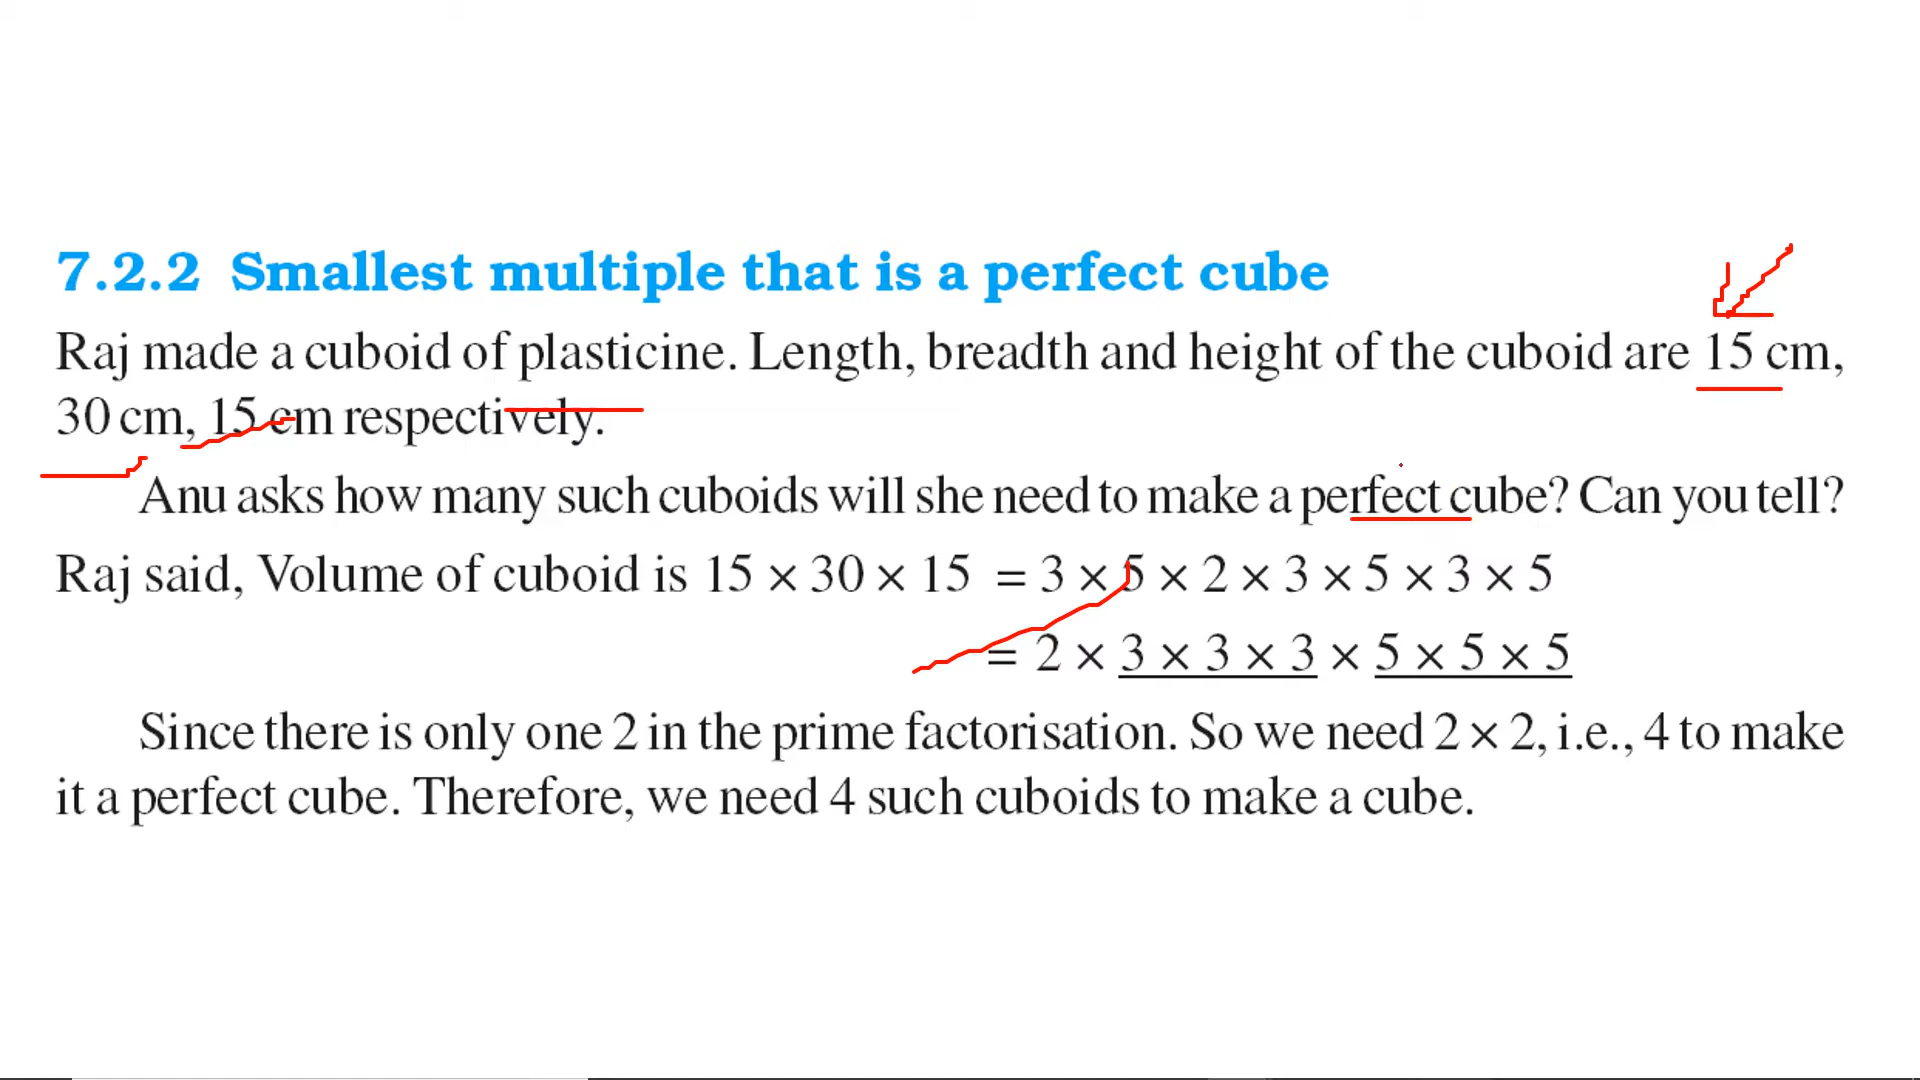 7.2.2 Smallest multiple that is a perfect cube
Raj made a cuboid of plasticine. Length, breadth and height of the cuboid are 15 cm,
30 cm, 15 cm respectively.
Anu asks how many such cuboids will she need to make a perfect cube? Can you tell?
Raj said, Volume of cuboid is 15 × 30 × 15 = 3 × 5 × 2 × 3 × 5 × 3 × 5
= 2 × 3 × 3 × 3 × 5 × 5 × 5
Since there is only one 2 in the prime factorisation. So we need 2 × 2, i.e., 4 to make
it a perfect cube. Therefore, we need 4 such cuboids to make a cube.